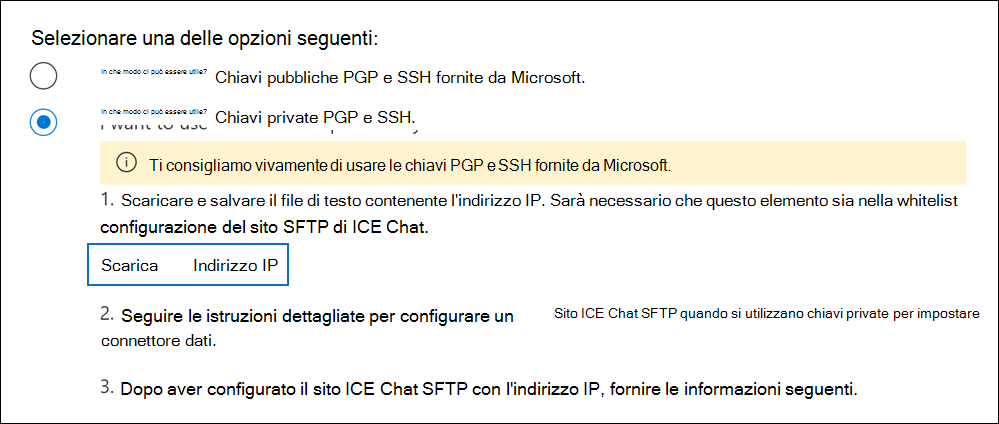 Selezionare una delle opzioni seguenti:
In che modo ci può essere utile? Chiavi pubbliche PGP e SSH fornite da Microsoft.
In che modo ci può essere utile? Chiavi private PGP e SSH.
I want to use
Ti consigliamo vivamente di usare le chiavi PGP e SSH fornite da Microsoft.
1. Scaricare e salvare il file di testo contenente l'indirizzo IP. Sarà necessario che questo elemento sia nella whitelist
configurazione del sito SFTP di ICE Chat.
Scarica Indirizzo IP
2. Seguire le istruzioni dettagliate per configurare un Sito ICE Chat SFTP quando si utilizzano chiavi private per impostare
connettore dati.
3. Dopo aver configurato il sito ICE Chat SFTP con l'indirizzo IP, fornire le informazioni seguenti.